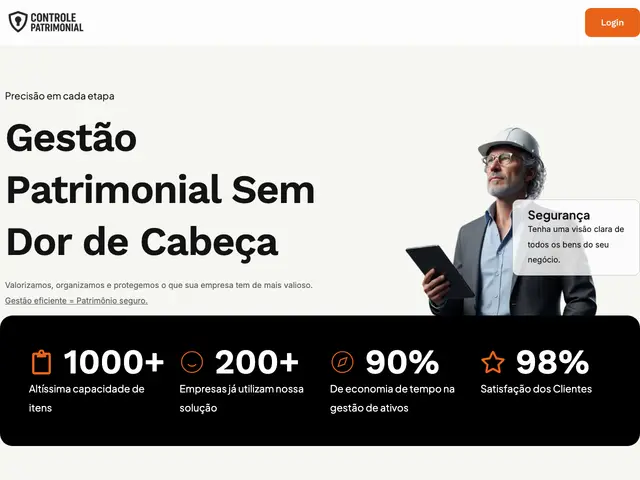 CONTROLE
PATRIMONIAL
Login
Precisão em cada etapa
Gestão
Patrimonial Sem
Dor de Cabeça
Valorizamos, organizamos e protegemos o que sua empresa tem de mais valioso.
Gestão eficiente = Patrimônio seguro.
Segurança
Tenha uma visão clara de
todos os bens do seu
negócio.
1000+
Altíssima capacidade de
itens
200+
Empresas já utilizam nossa
solução
90%
De economia de tempo na
gestão de ativos
98%
Satisfação dos Clientes